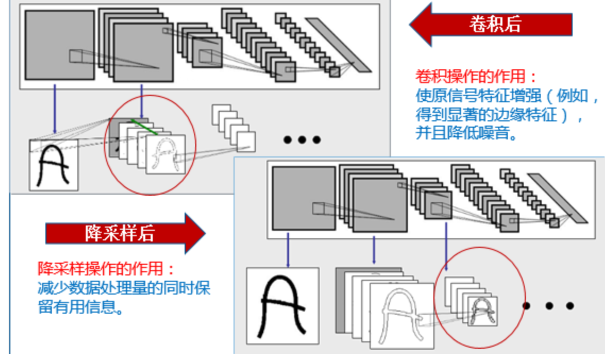 卷积后
卷积操作的作用：
使原信号特征增强（例如，
得到显著的边缘特征），
并且降低噪音。
A
降采样后
降采样操作的作用：
减少数据处理量的同时保
留有用信息。
A